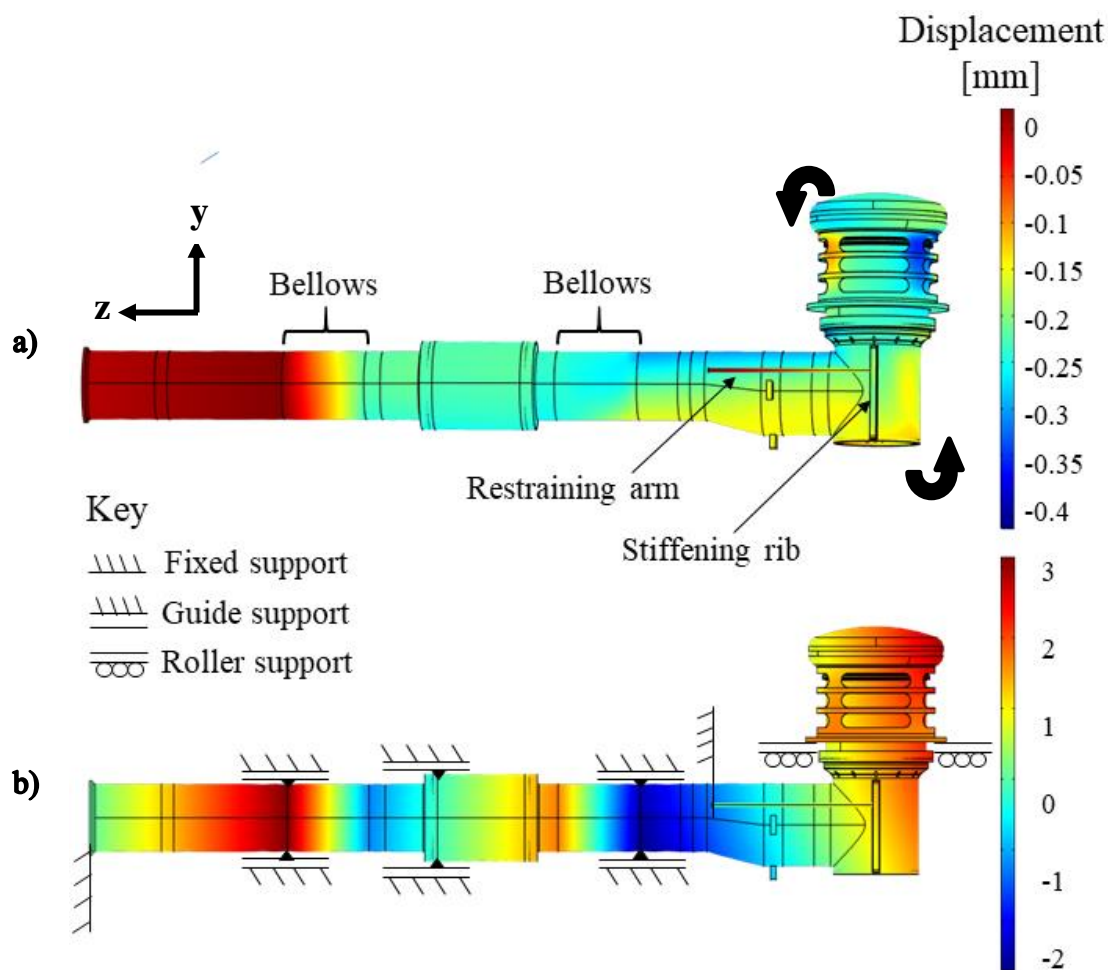 Displacement
[mm]
0
-0.05
-0.1
-0.15
-0.2
-0.25
-0.3
-0.35
-0.4
y
z
Bellows
Bellows
a)
Restraining arm
Stiffening rib
Key
Fixed support
Guide support
Roller support
b)
3
2
1
0
-1
-2